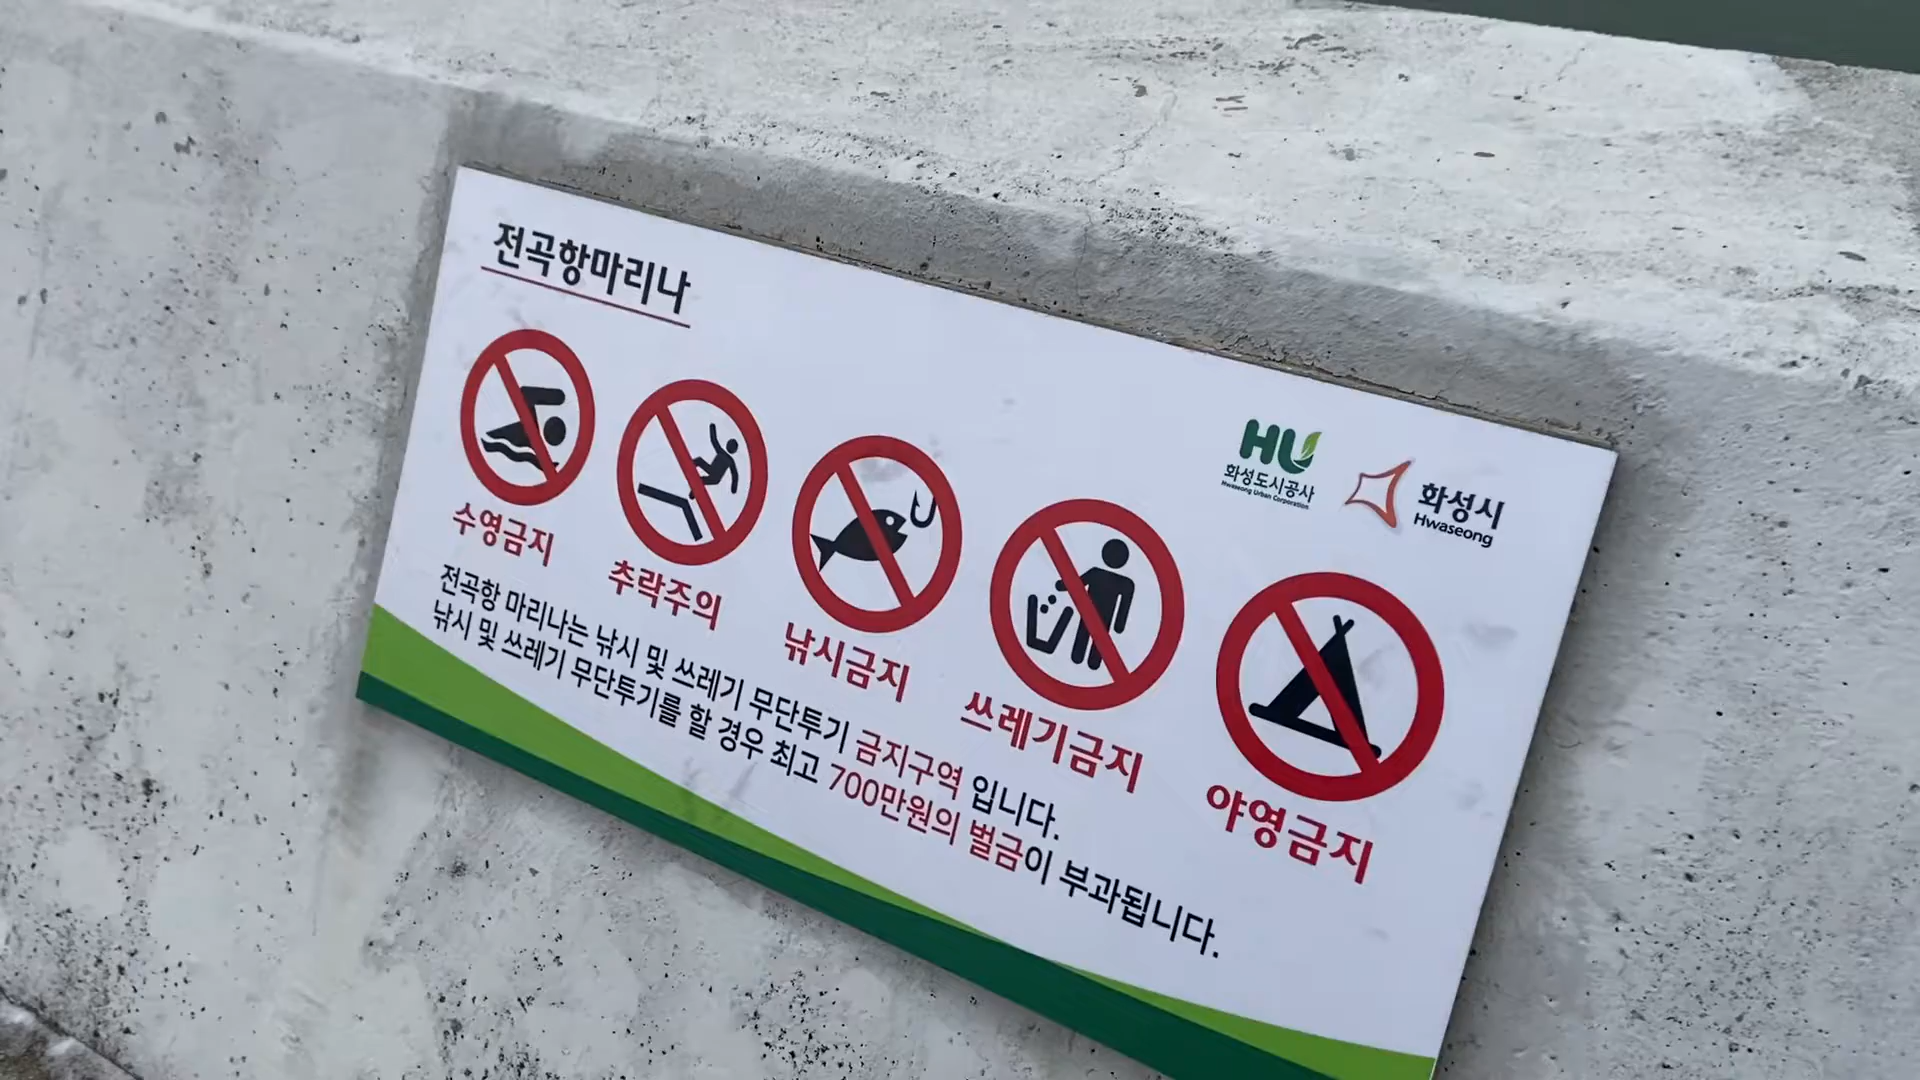 전곡항마리나
HU
화성도시공사
Hwaseong Urban Corporation
화성시
Hwaseong
수영금지
추락주의
낚시금지
쓰레기금지
야영금지
전곡항 마리나는 낚시 및 쓰레기 무단투기 금지구역 입니다.
낚시 및 쓰레기 무단투기를 할 경우 최고 700만원의 벌금이 부과됩니다.